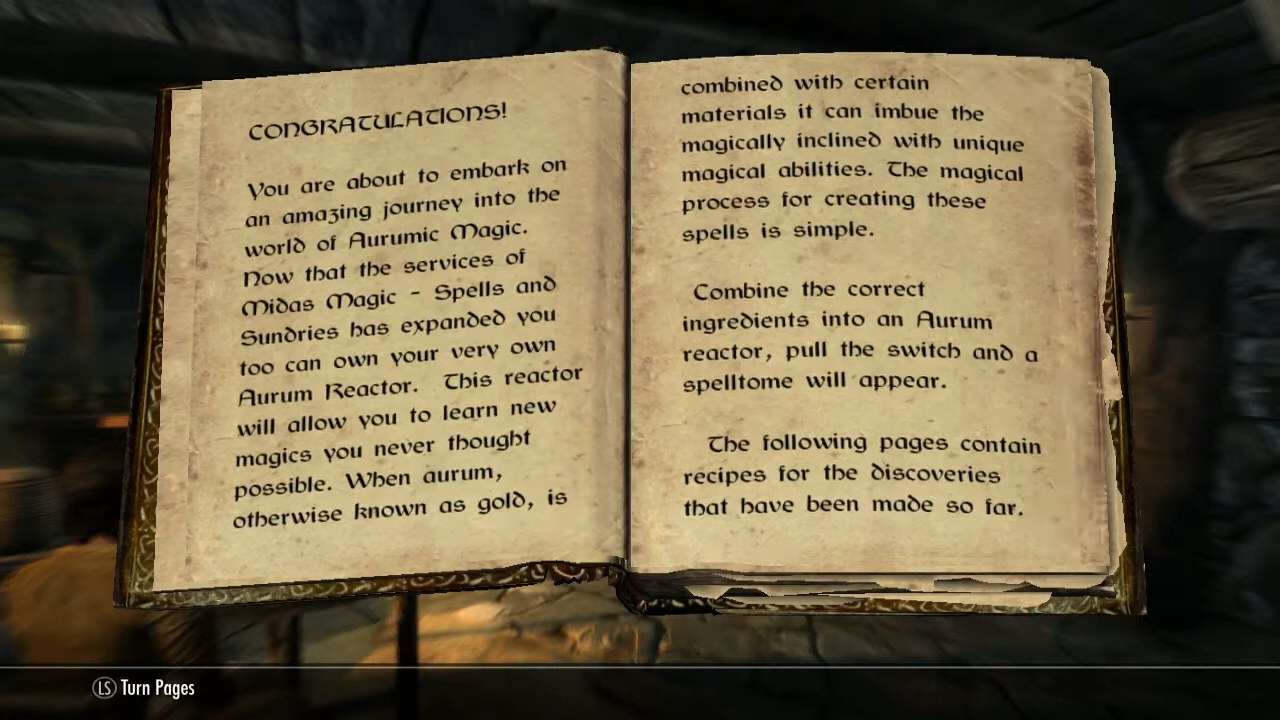 CONGRATULATIONS!
You are about to embark on
an amazing journey into the
world of Aurumic Magic.
Now that the services of
Midas Magic - Spells and
Sundries has expanded you
too can own your very own
Aurum Reactor. This reactor
will allow you to learn new
magics you never thought
possible. When aurum,
otherwise known as gold, is
combined with certain
materials it can imbue the
magically inclined with unique
magical abilities. The magical
process for creating these
spells is simple.
Combine the correct
ingredients into an Aurum
reactor, pull the switch and a
spelltome will appear.
The following pages contain
recipes for the discoveries
that have been made so far.
LS Turn Pages